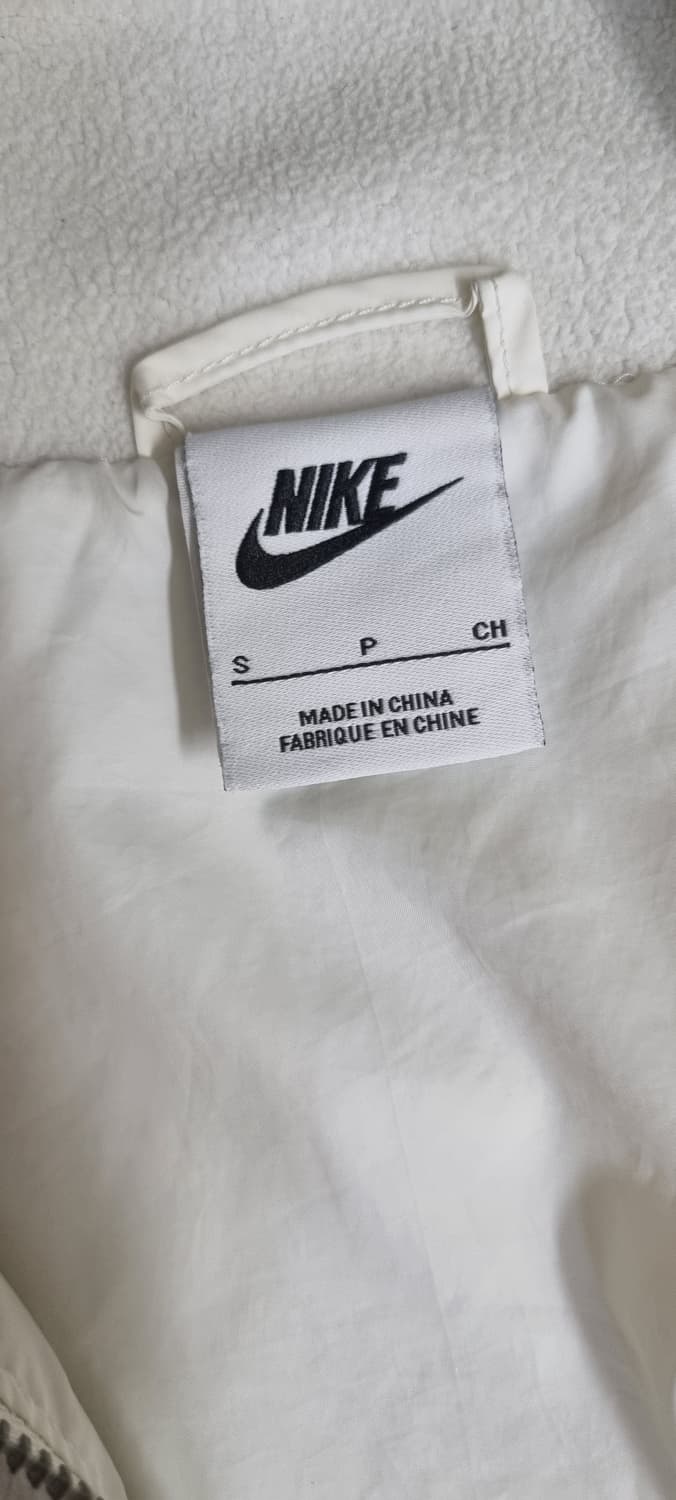 NIKE
S P CH
MADE IN CHINA
FABRIQUE EN CHINE